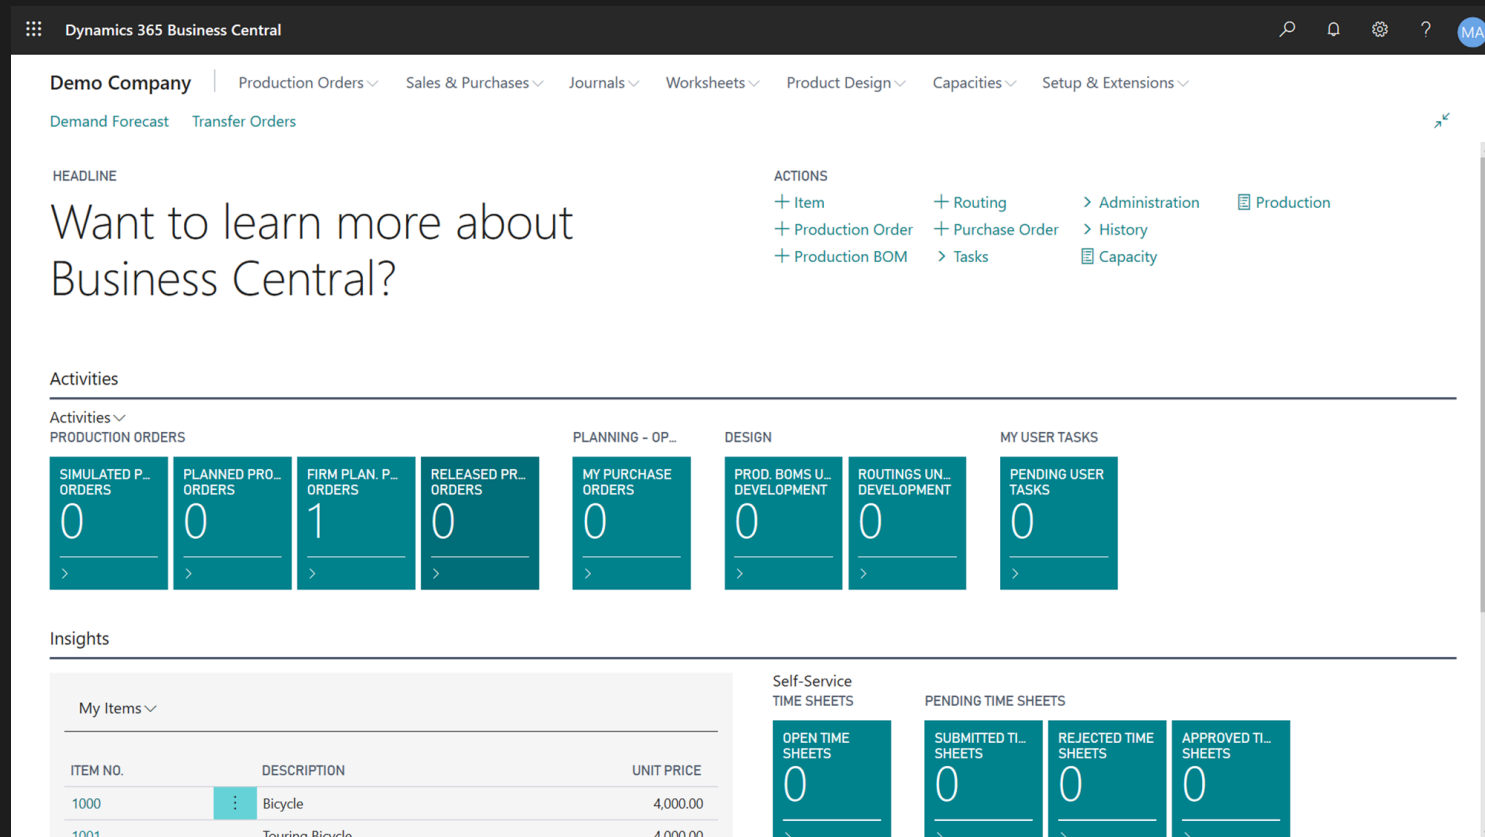 Dynamics 365 Business Central
MA
Demo Company
Production Orders
Sales & Purchases
Journals
Worksheets
Product Design
Capacities
Setup & Extensions
Demand Forecast
Transfer Orders
HEADLINE
Want to learn more about
Business Central?
ACTIONS
+ Item
+ Production Order
+ Production BOM
+ Routing
+ Purchase Order
> Tasks
> Administration
> History
Capacity
Production
Activities
Activities
PRODUCTION ORDERS
SIMULATED P...
ORDERS
0
PLANNED PRO...
ORDERS
0
FIRM PLAN. P...
ORDERS
1
RELEASED PR...
ORDERS
0
PLANNING - OP...
MY PURCHASE
ORDERS
0
DESIGN
PROD. BOMS U...
DEVELOPMENT
0
ROUTINGS UN...
DEVELOPMENT
0
MY USER TASKS
PENDING USER
TASKS
0
Insights
My Items
ITEM NO. DESCRIPTION UNIT PRICE
1000 Bicycle 4,000.00
1001 Touring Bicycle 4,000.00
Self-Service
TIME SHEETS
OPEN TIME
SHEETS
0
PENDING TIME SHEETS
SUBMITTED TI...
SHEETS
0
REJECTED TIME
SHEETS
0
APPROVED TI...
SHEETS
0